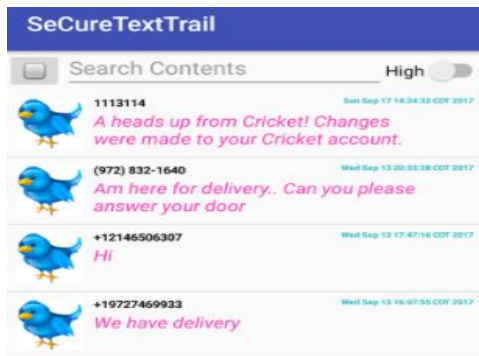 SeCureTextTrail
Search Contents
High
1113114
Sun Sep 17 14:34:33 CDT 2017
A heads up from Cricket! Changes
were made to your Cricket account.
(972) 832-1640
Wed Sep 13 20:33:28 CDT 2017
Am here for delivery.. Can you please
answer your door
+12146506307
Wed Sep 13 17:47:16 CDT 2017
Hi
+19727469933
Wed Sep 13 16:07:55 CDT 2017
We have delivery